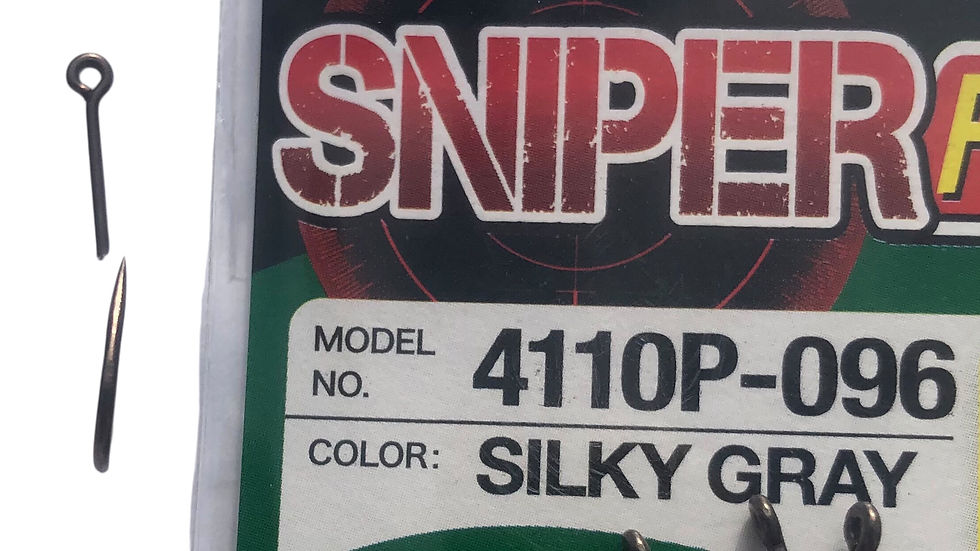 SNIPER
MODEL NO. 4110P-096
COLOR: SILKY GRAY